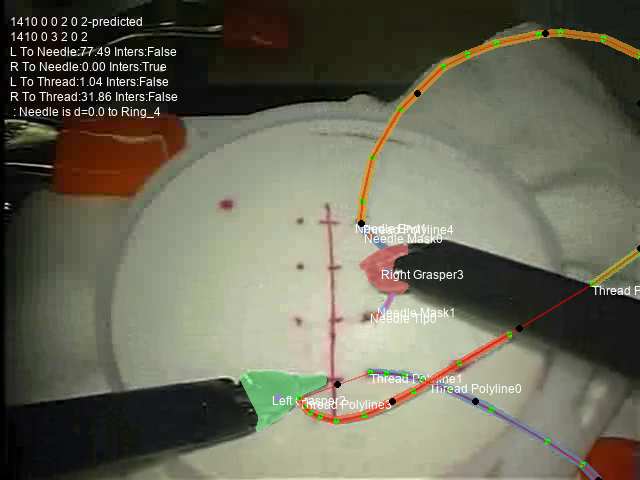 1410 0 0 2 0 2-predicted
1410 0 3 2 0 2
L To Needle:77.49 Inters:False
R To Needle:0.00 Inters:True
L To Thread:1.04 Inters:False
R To Thread:31.86 Inters:False
: Needle is d=0.0 to Ring_4
Thread Polyline4
Needle Mask0
Right Grasper3
Thread P
Needle Mask1
Needle Tip0
Thread Polyline1
Thread Polyline0
Left Grasper2
Thread Polyline3